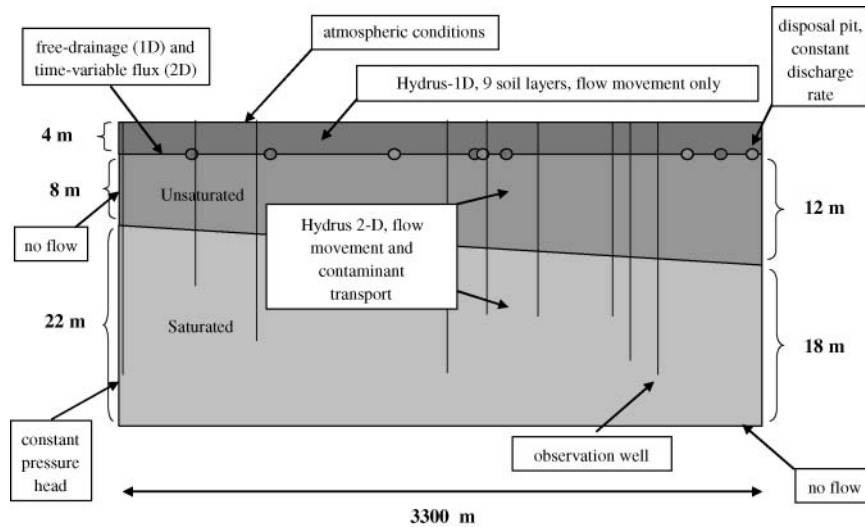 free-drainage (1D) and
time-variable flux (2D)
atmospheric conditions
disposal pit,
constant
discharge
rate
Hydrus-1D, 9 soil layers, flow movement only
4 m
8 m
Unsaturated
12 m
no flow
Hydrus 2-D, flow
movement and
contaminant
transport
22 m
Saturated
18 m
constant
pressure
head
observation well
no flow
3300 m